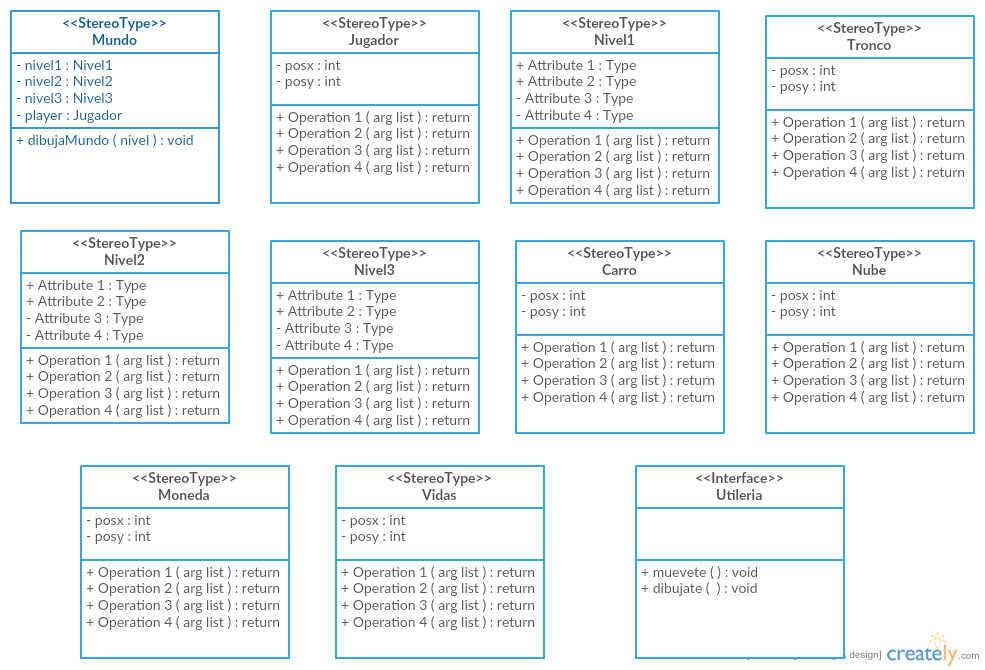 <<StereoType>>
Mundo
- nivel1 : Nivel1
- nivel2 : Nivel2
- nivel3 : Nivel3
- player : Jugador
+ dibujaMundo ( nivel ) : void
<<StereoType>>
Jugador
- posx : int
- posy : int
+ Operation 1 ( arg list ) : return
+ Operation 2 ( arg list ) : return
+ Operation 3 ( arg list ) : return
+ Operation 4 ( arg list ) : return
<<StereoType>>
Nivel1
+ Attribute 1 : Type
+ Attribute 2 : Type
- Attribute 3 : Type
- Attribute 4 : Type
+ Operation 1 ( arg list ) : return
+ Operation 2 ( arg list ) : return
+ Operation 3 ( arg list ) : return
+ Operation 4 ( arg list ) : return
<<StereoType>>
Tronco
- posx : int
- posy : int
+ Operation 1 ( arg list ) : return
+ Operation 2 ( arg list ) : return
+ Operation 3 ( arg list ) : return
+ Operation 4 ( arg list ) : return
<<StereoType>>
Nivel2
+ Attribute 1 : Type
+ Attribute 2 : Type
- Attribute 3 : Type
- Attribute 4 : Type
+ Operation 1 ( arg list ) : return
+ Operation 2 ( arg list ) : return
+ Operation 3 ( arg list ) : return
+ Operation 4 ( arg list ) : return
<<StereoType>>
Nivel3
+ Attribute 1 : Type
+ Attribute 2 : Type
- Attribute 3 : Type
- Attribute 4 : Type
+ Operation 1 ( arg list ) : return
+ Operation 2 ( arg list ) : return
+ Operation 3 ( arg list ) : return
+ Operation 4 ( arg list ) : return
<<StereoType>>
Carro
- posx : int
- posy : int
+ Operation 1 ( arg list ) : return
+ Operation 2 ( arg list ) : return
+ Operation 3 ( arg list ) : return
+ Operation 4 ( arg list ) : return
<<StereoType>>
Nube
- posx : int
- posy : int
+ Operation 1 ( arg list ) : return
+ Operation 2 ( arg list ) : return
+ Operation 3 ( arg list ) : return
+ Operation 4 ( arg list ) : return
<<StereoType>>
Moneda
- posx : int
- posy : int
+ Operation 1 ( arg list ) : return
+ Operation 2 ( arg list ) : return
+ Operation 3 ( arg list ) : return
+ Operation 4 ( arg list ) : return
<<StereoType>>
Vidas
- posx : int
- posy : int
+ Operation 1 ( arg list ) : return
+ Operation 2 ( arg list ) : return
+ Operation 3 ( arg list ) : return
+ Operation 4 ( arg list ) : return
<<Interface>>
Utileria
+ muevete ( ) : void
+ dibujate (  ) : void
, design]
creately.com